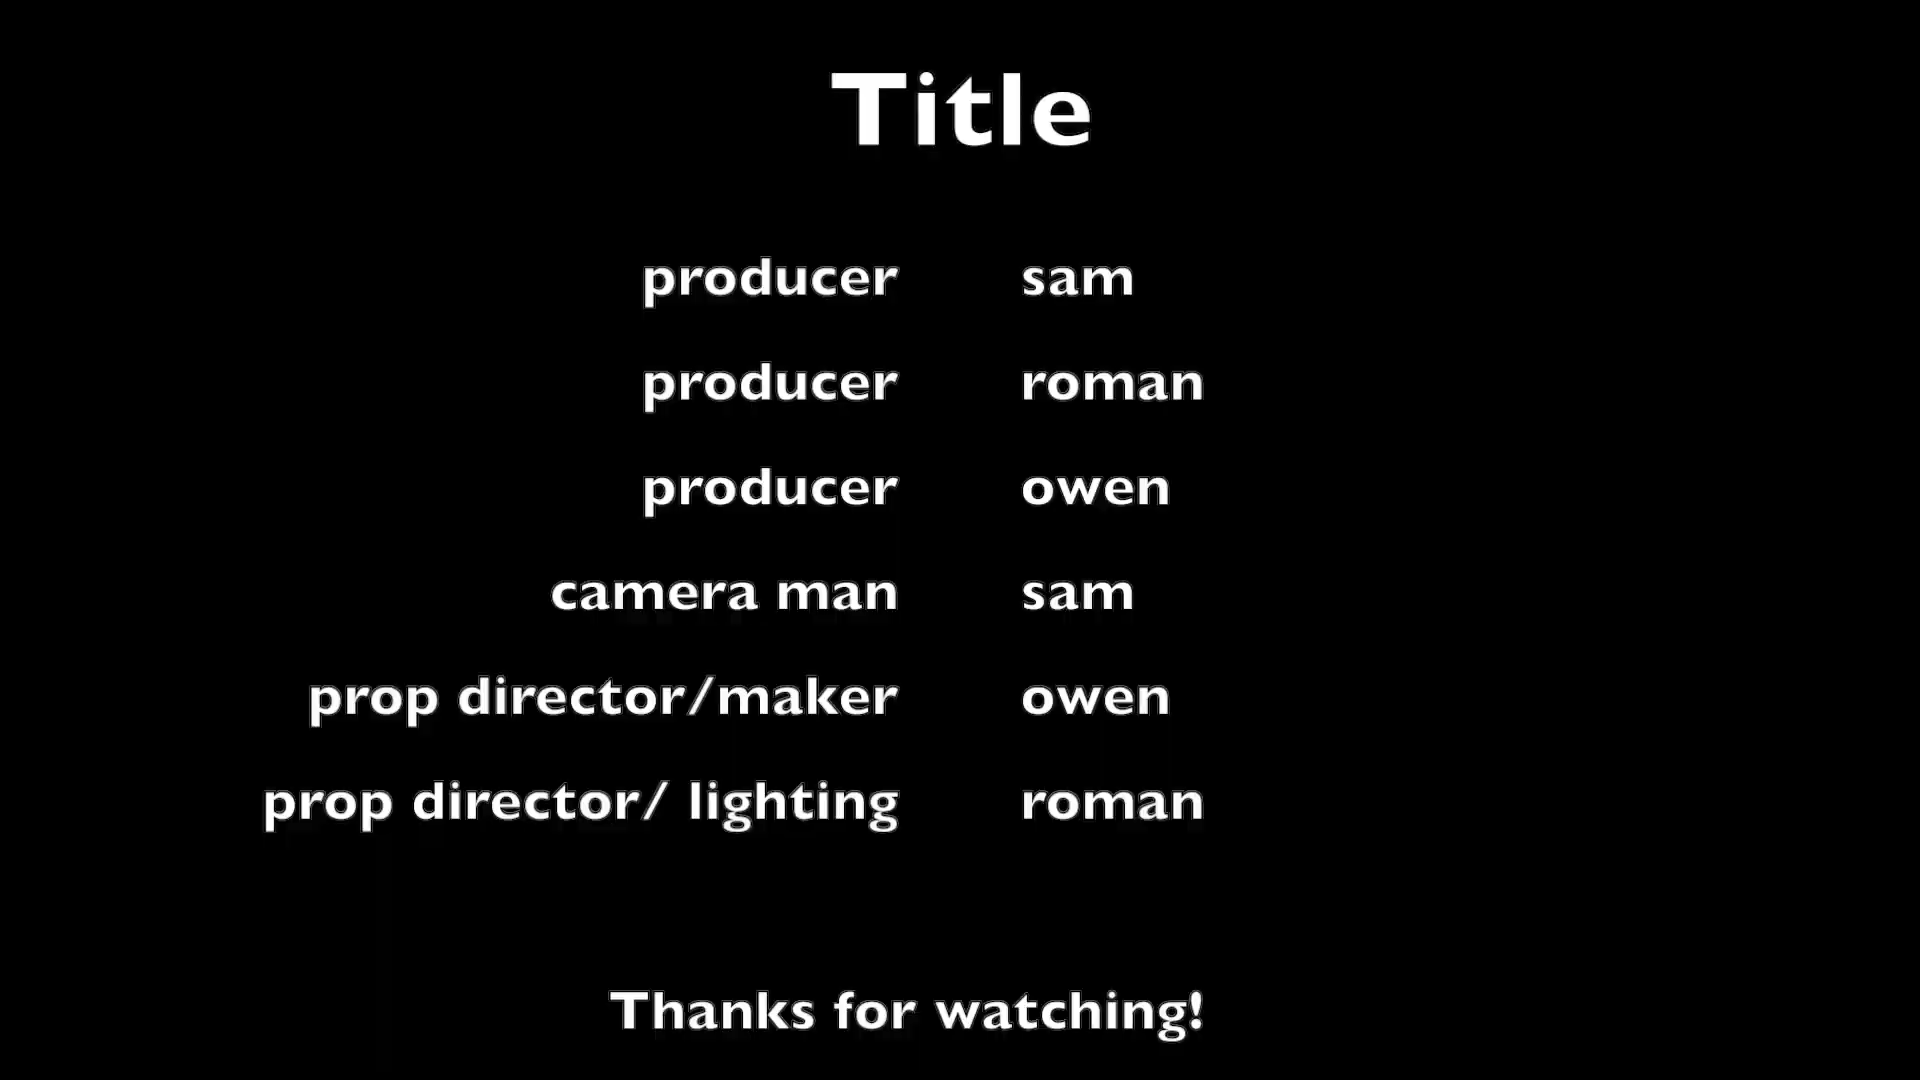 Title
producer sam
producer roman
producer owen
camera man sam
prop director/maker owen
prop director/ lighting roman
Thanks for watching!